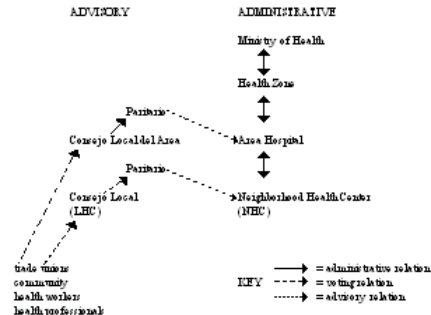 ADVISORY
ADMINISTRATIVE
Ministry of Health
Health Zone
Paritario
Consejo Local del Area
Area Hospital
Paritario
Consejo Local
(LHC)
Neighborhood Health Center
(NHC)
trade unions
community
health workers
health professionals
KEY
= administrative relation
= voting relation
= advisory relation